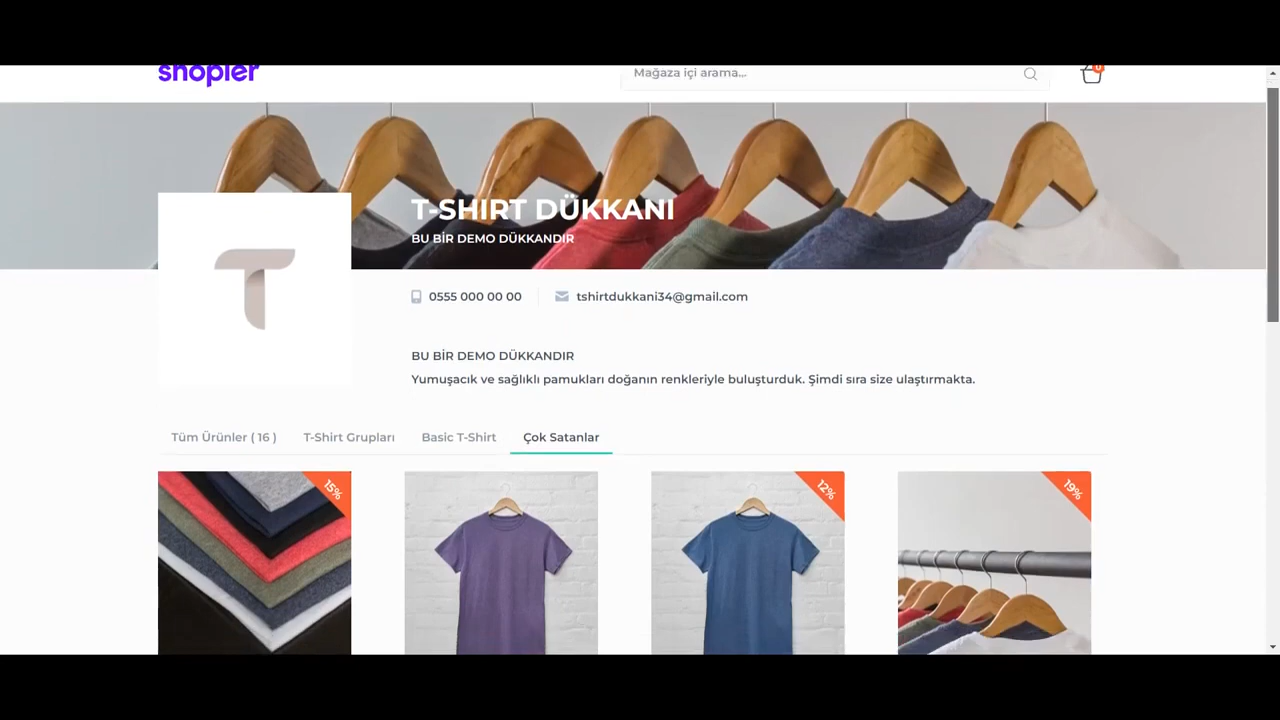 shopier
Mağaza içi arama...
0
T-SHIRT DÜKKANI
BU BİR DEMO DÜKKANDIR
0555 000 00 00
tshirtdukkani34@gmail.com
BU BİR DEMO DÜKKANDIR
Yumuşacık ve sağlıklı pamukları doğanın renkleriyle buluşturduk. Şimdi sıra size ulaştırmakta.
Tüm Ürünler ( 16 ) T-Shirt Grupları Basic T-Shirt Çok Satanlar
15% 12% 19%